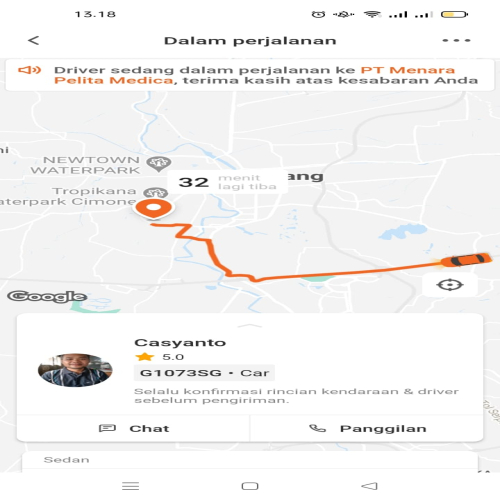 13.18
Dalam perjalanan
Driver sedang dalam perjalanan ke PT Menara
Pelita Medica, terima kasih atas kesabaran Anda
ni
NEWTOWN
WATERPARK
32 menit
lagi tiba
ang
Tropikana
aterpark Cimone
Google
Casyanto
5.0
G1073SG • Car
Selalu konfirmasi rincian kendaraan & driver
sebelum pengiriman.
Chat
Panggilan
Sedan